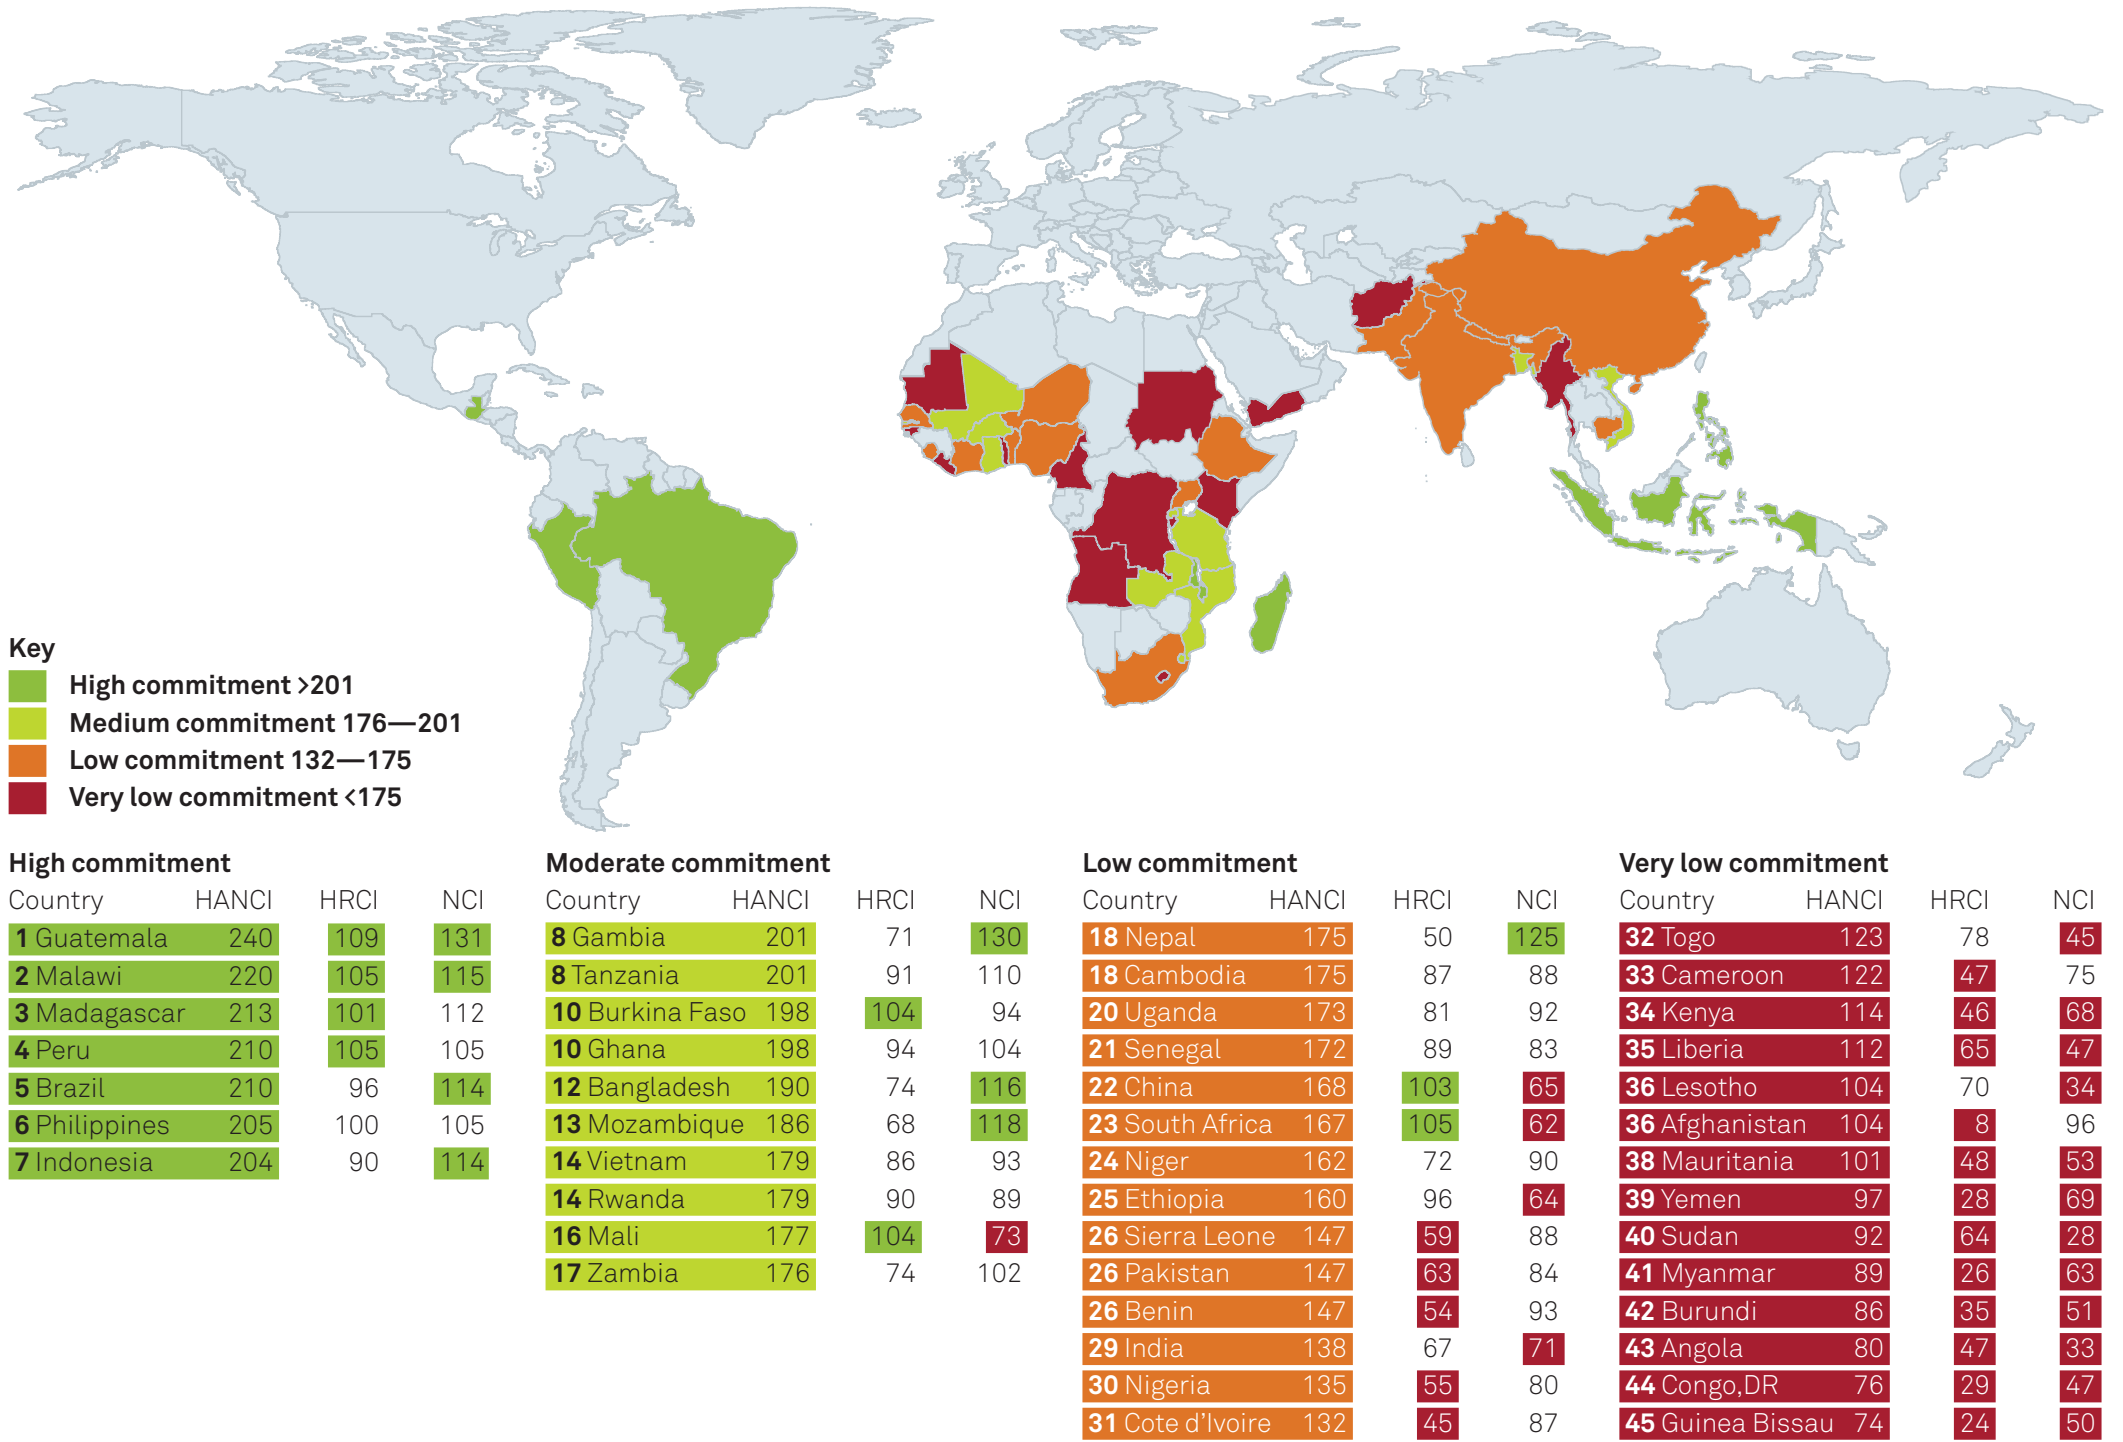 Key
High commitment >201
Medium commitment 176—201
Low commitment 132—175
Very low commitment <175
High commitment
Country HANCI HRCI NCI
1 Guatemala 240 109 131
2 Malawi 220 105 115
3 Madagascar 213 101 112
4 Peru 210 105 105
5 Brazil 210 96 114
6 Philippines 205 100 105
7 Indonesia 204 90 114
Moderate commitment
Country HANCI HRCI NCI
8 Gambia 201 71 130
8 Tanzania 201 91 110
10 Burkina Faso 198 104 94
10 Ghana 198 94 104
12 Bangladesh 190 74 116
13 Mozambique 186 68 118
14 Vietnam 179 86 93
14 Rwanda 179 90 89
16 Mali 177 104 73
17 Zambia 176 74 102
Low commitment
Country HANCI HRCI NCI
18 Nepal 175 50 125
18 Cambodia 175 87 88
20 Uganda 173 81 92
21 Senegal 172 89 83
22 China 168 103 65
23 South Africa 167 105 62
24 Niger 162 72 90
25 Ethiopia 160 96 64
26 Sierra Leone 147 59 88
26 Pakistan 147 63 84
26 Benin 147 54 93
29 India 138 67 71
30 Nigeria 135 55 80
31 Cote d'Ivoire 132 45 87
Very low commitment
Country HANCI HRCI NCI
32 Togo 123 78 45
33 Cameroon 122 47 75
34 Kenya 114 46 68
35 Liberia 112 65 47
36 Lesotho 104 70 34
36 Afghanistan 104 8 96
38 Mauritania 101 48 53
39 Yemen 97 28 69
40 Sudan 92 64 28
41 Myanmar 89 26 63
42 Burundi 86 35 51
43 Angola 80 47 33
44 Congo,DR 76 29 47
45 Guinea Bissau 74 24 50